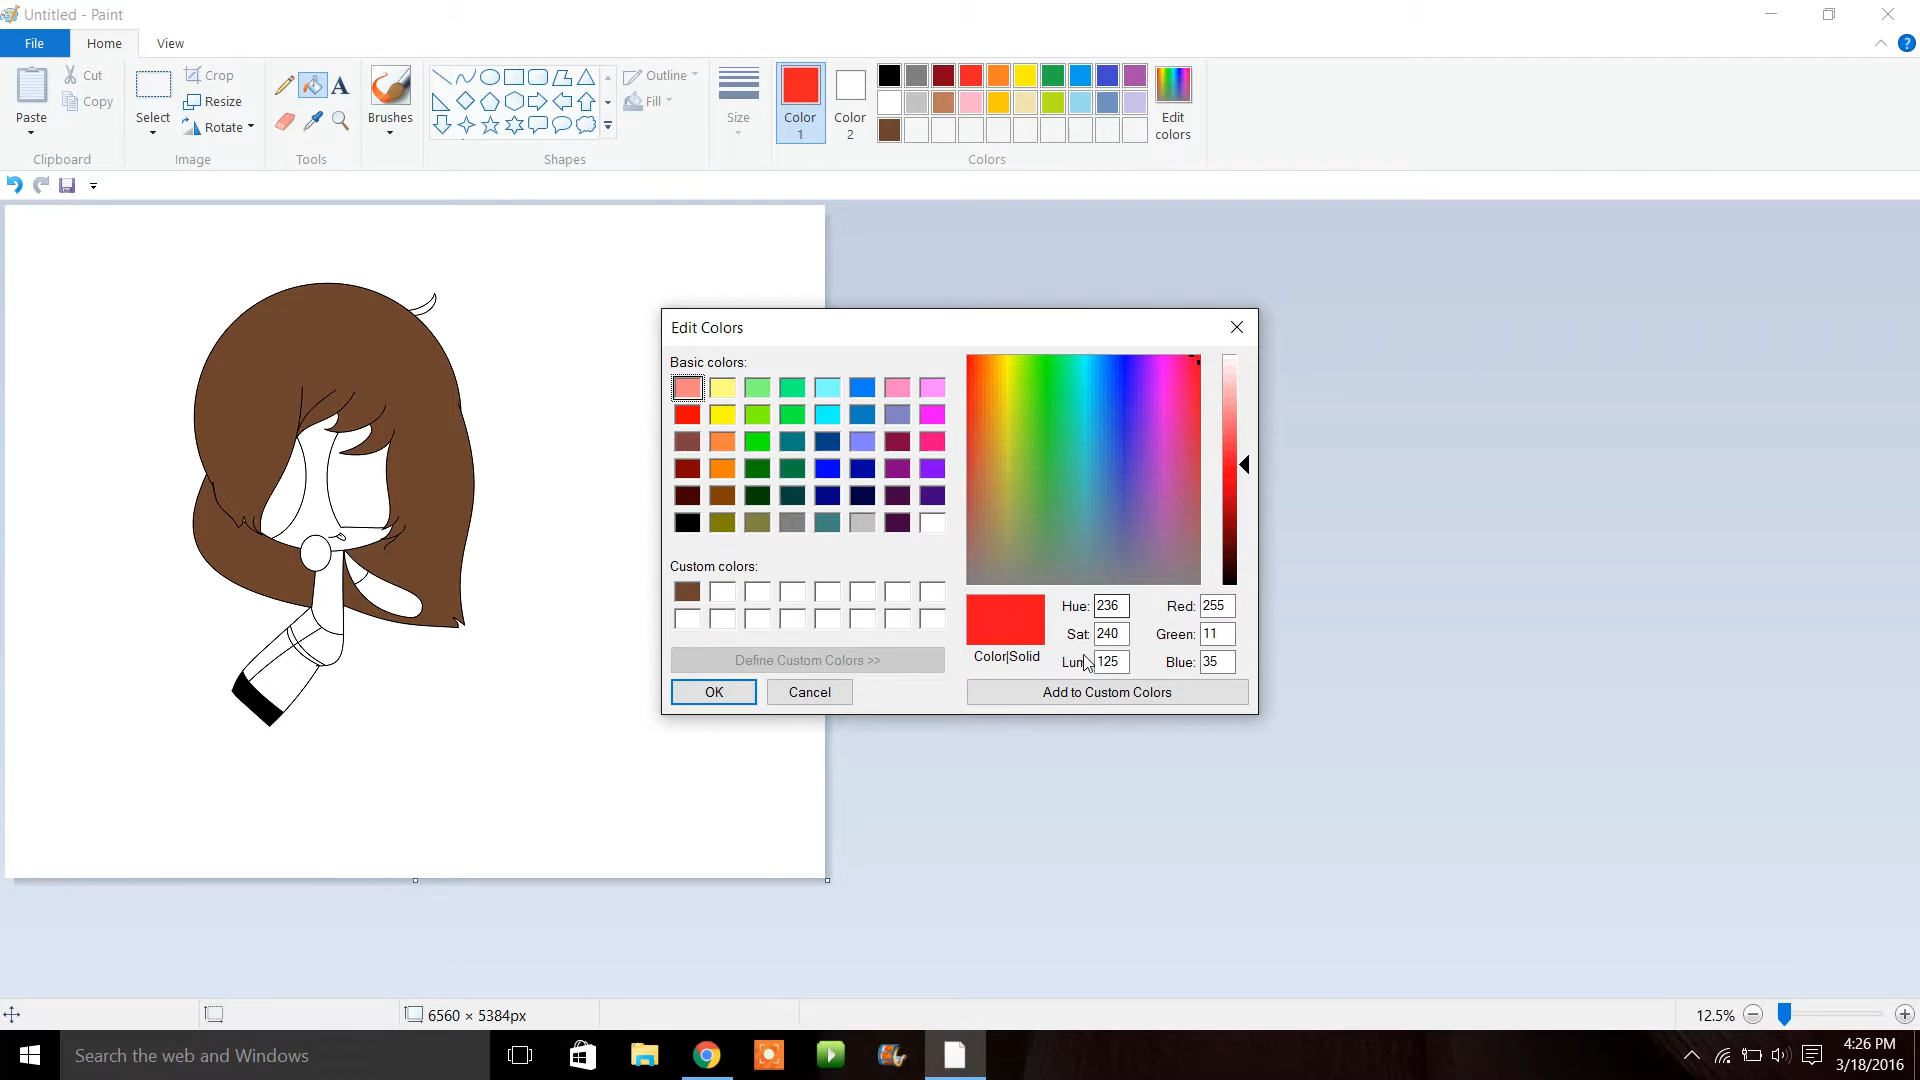 Untitled - Paint
File Home View
Paste Cut Copy Clipboard
Select Crop Resize Rotate Image
A
Tools
Brushes
Outline Fill Shapes
Size
Color 1
Color 2
Edit colors
Colors
?
Edit Colors
Basic colors:
Custom colors:
Define Custom Colors >>
OK Cancel
Color|Solid
Hue: 236 Red: 255
Sat: 240 Green: 11
Lum: 125 Blue: 35
Add to Custom Colors
6560 × 5384px
12.5%
Search the web and Windows
4:26 PM
3/18/2016